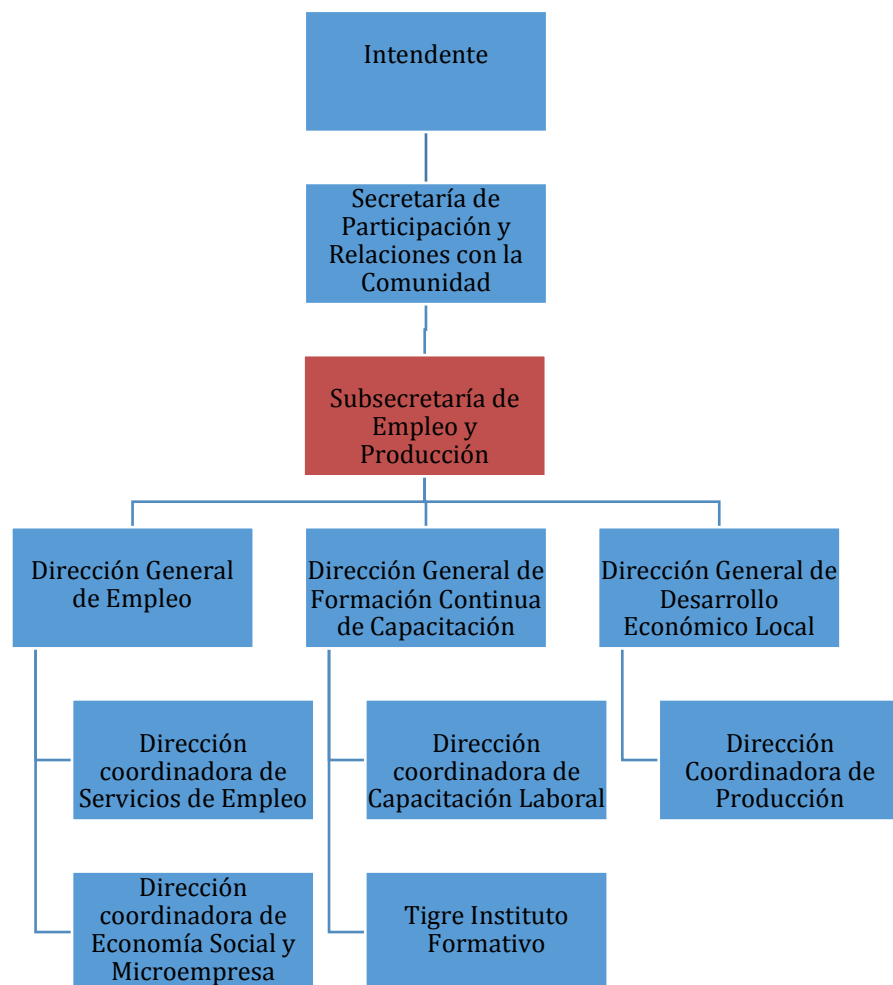 Intendente
Secretaría de
Participación y
Relaciones con la
Comunidad
Subsecretaría de
Empleo y
Producción
Dirección General
de Empleo
Dirección General de
Formación Continua
de Capacitación
Dirección General de
Desarrollo
Económico Local
Dirección
coordinadora de
Servicios de Empleo
Dirección
coordinadora de
Capacitación Laboral
Dirección
Coordinadora de
Producción
Dirección
coordinadora de
Economía Social y
Microempresa
Tigre Instituto
Formativo